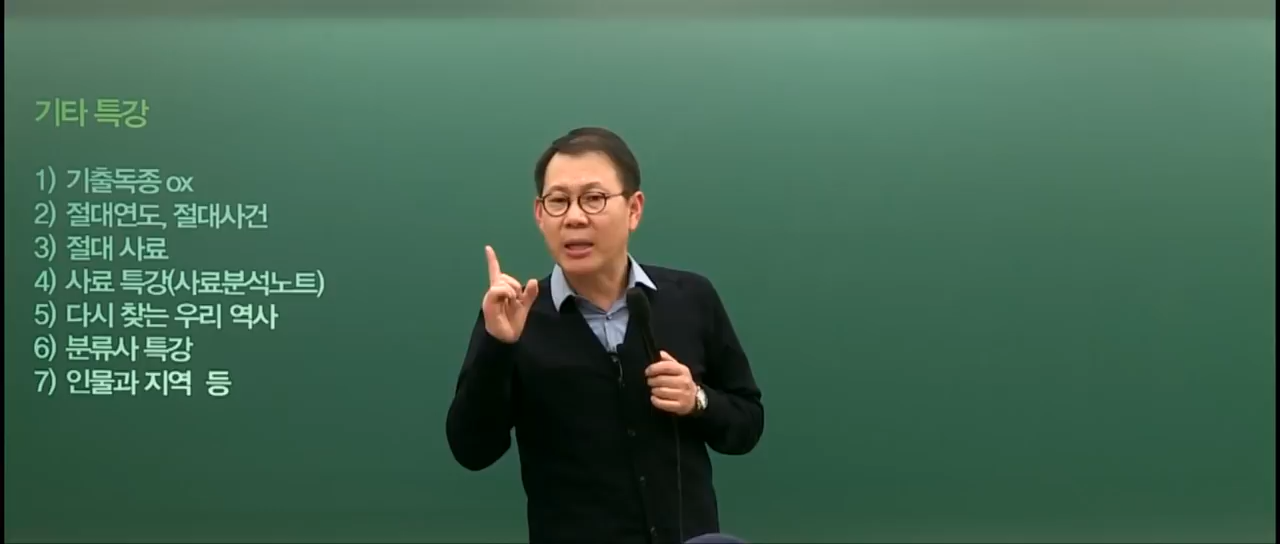 기타 특강
1) 기출독종 ox
2) 절대연도, 절대사건
3) 절대 사료
4) 사료 특강(사료분석노트)
5) 다시 찾는 우리 역사
6) 분류사 특강
7) 인물과 지역 등